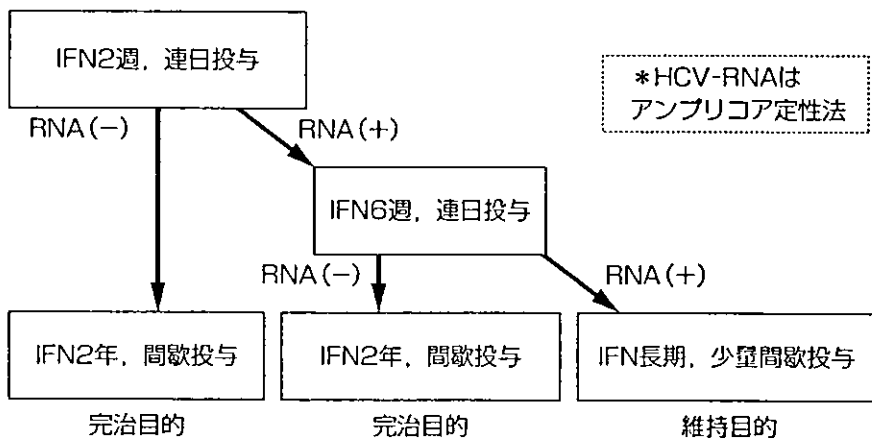 IFN2週，連日投与
*HCV-RNAは
アンプリコア定性法
RNA(−)
RNA(+)
IFN6週，連日投与
RNA(−)
RNA(+)
IFN2年，間歇投与
IFN2年，間歇投与
IFN長期，少量間歇投与
完治目的
完治目的
維持目的